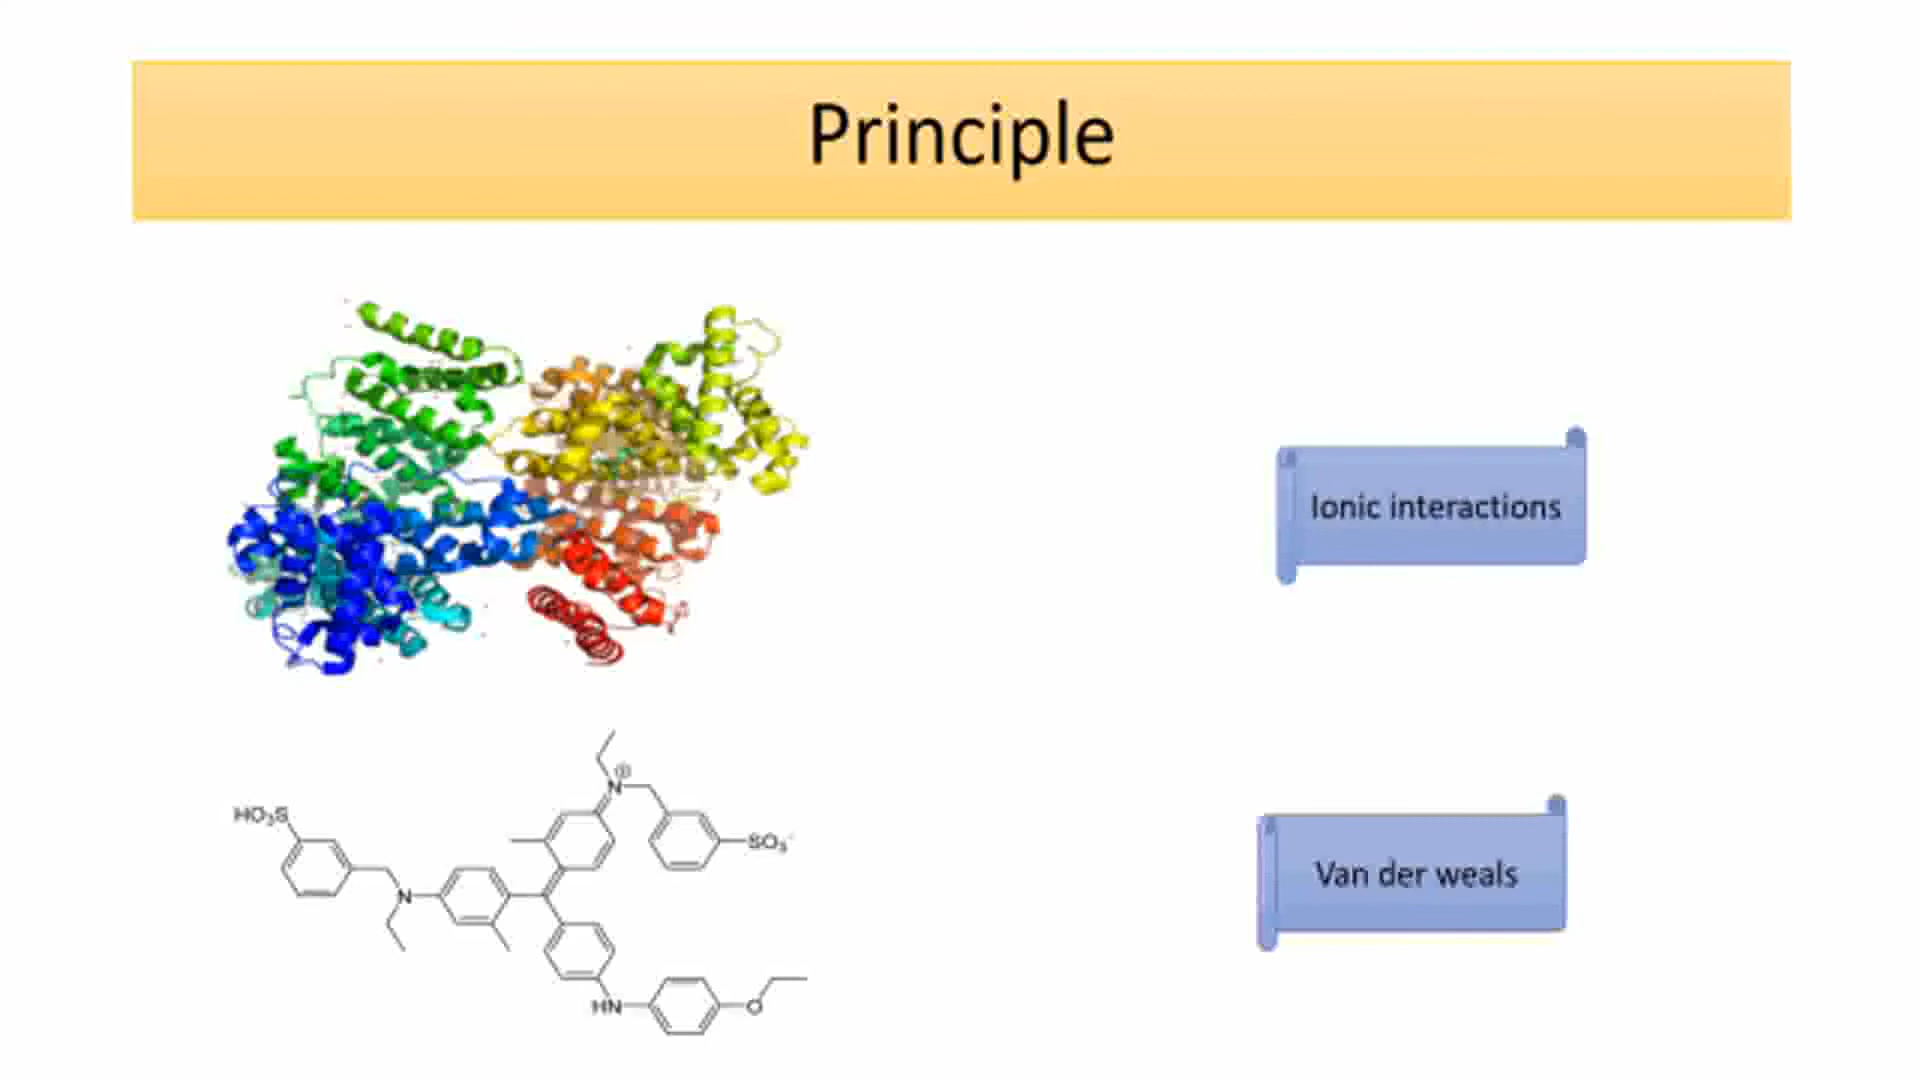 Principle
Ionic interactions
N⊕
HO₃S
SO₃⁻
Van der weals
N
HN
O